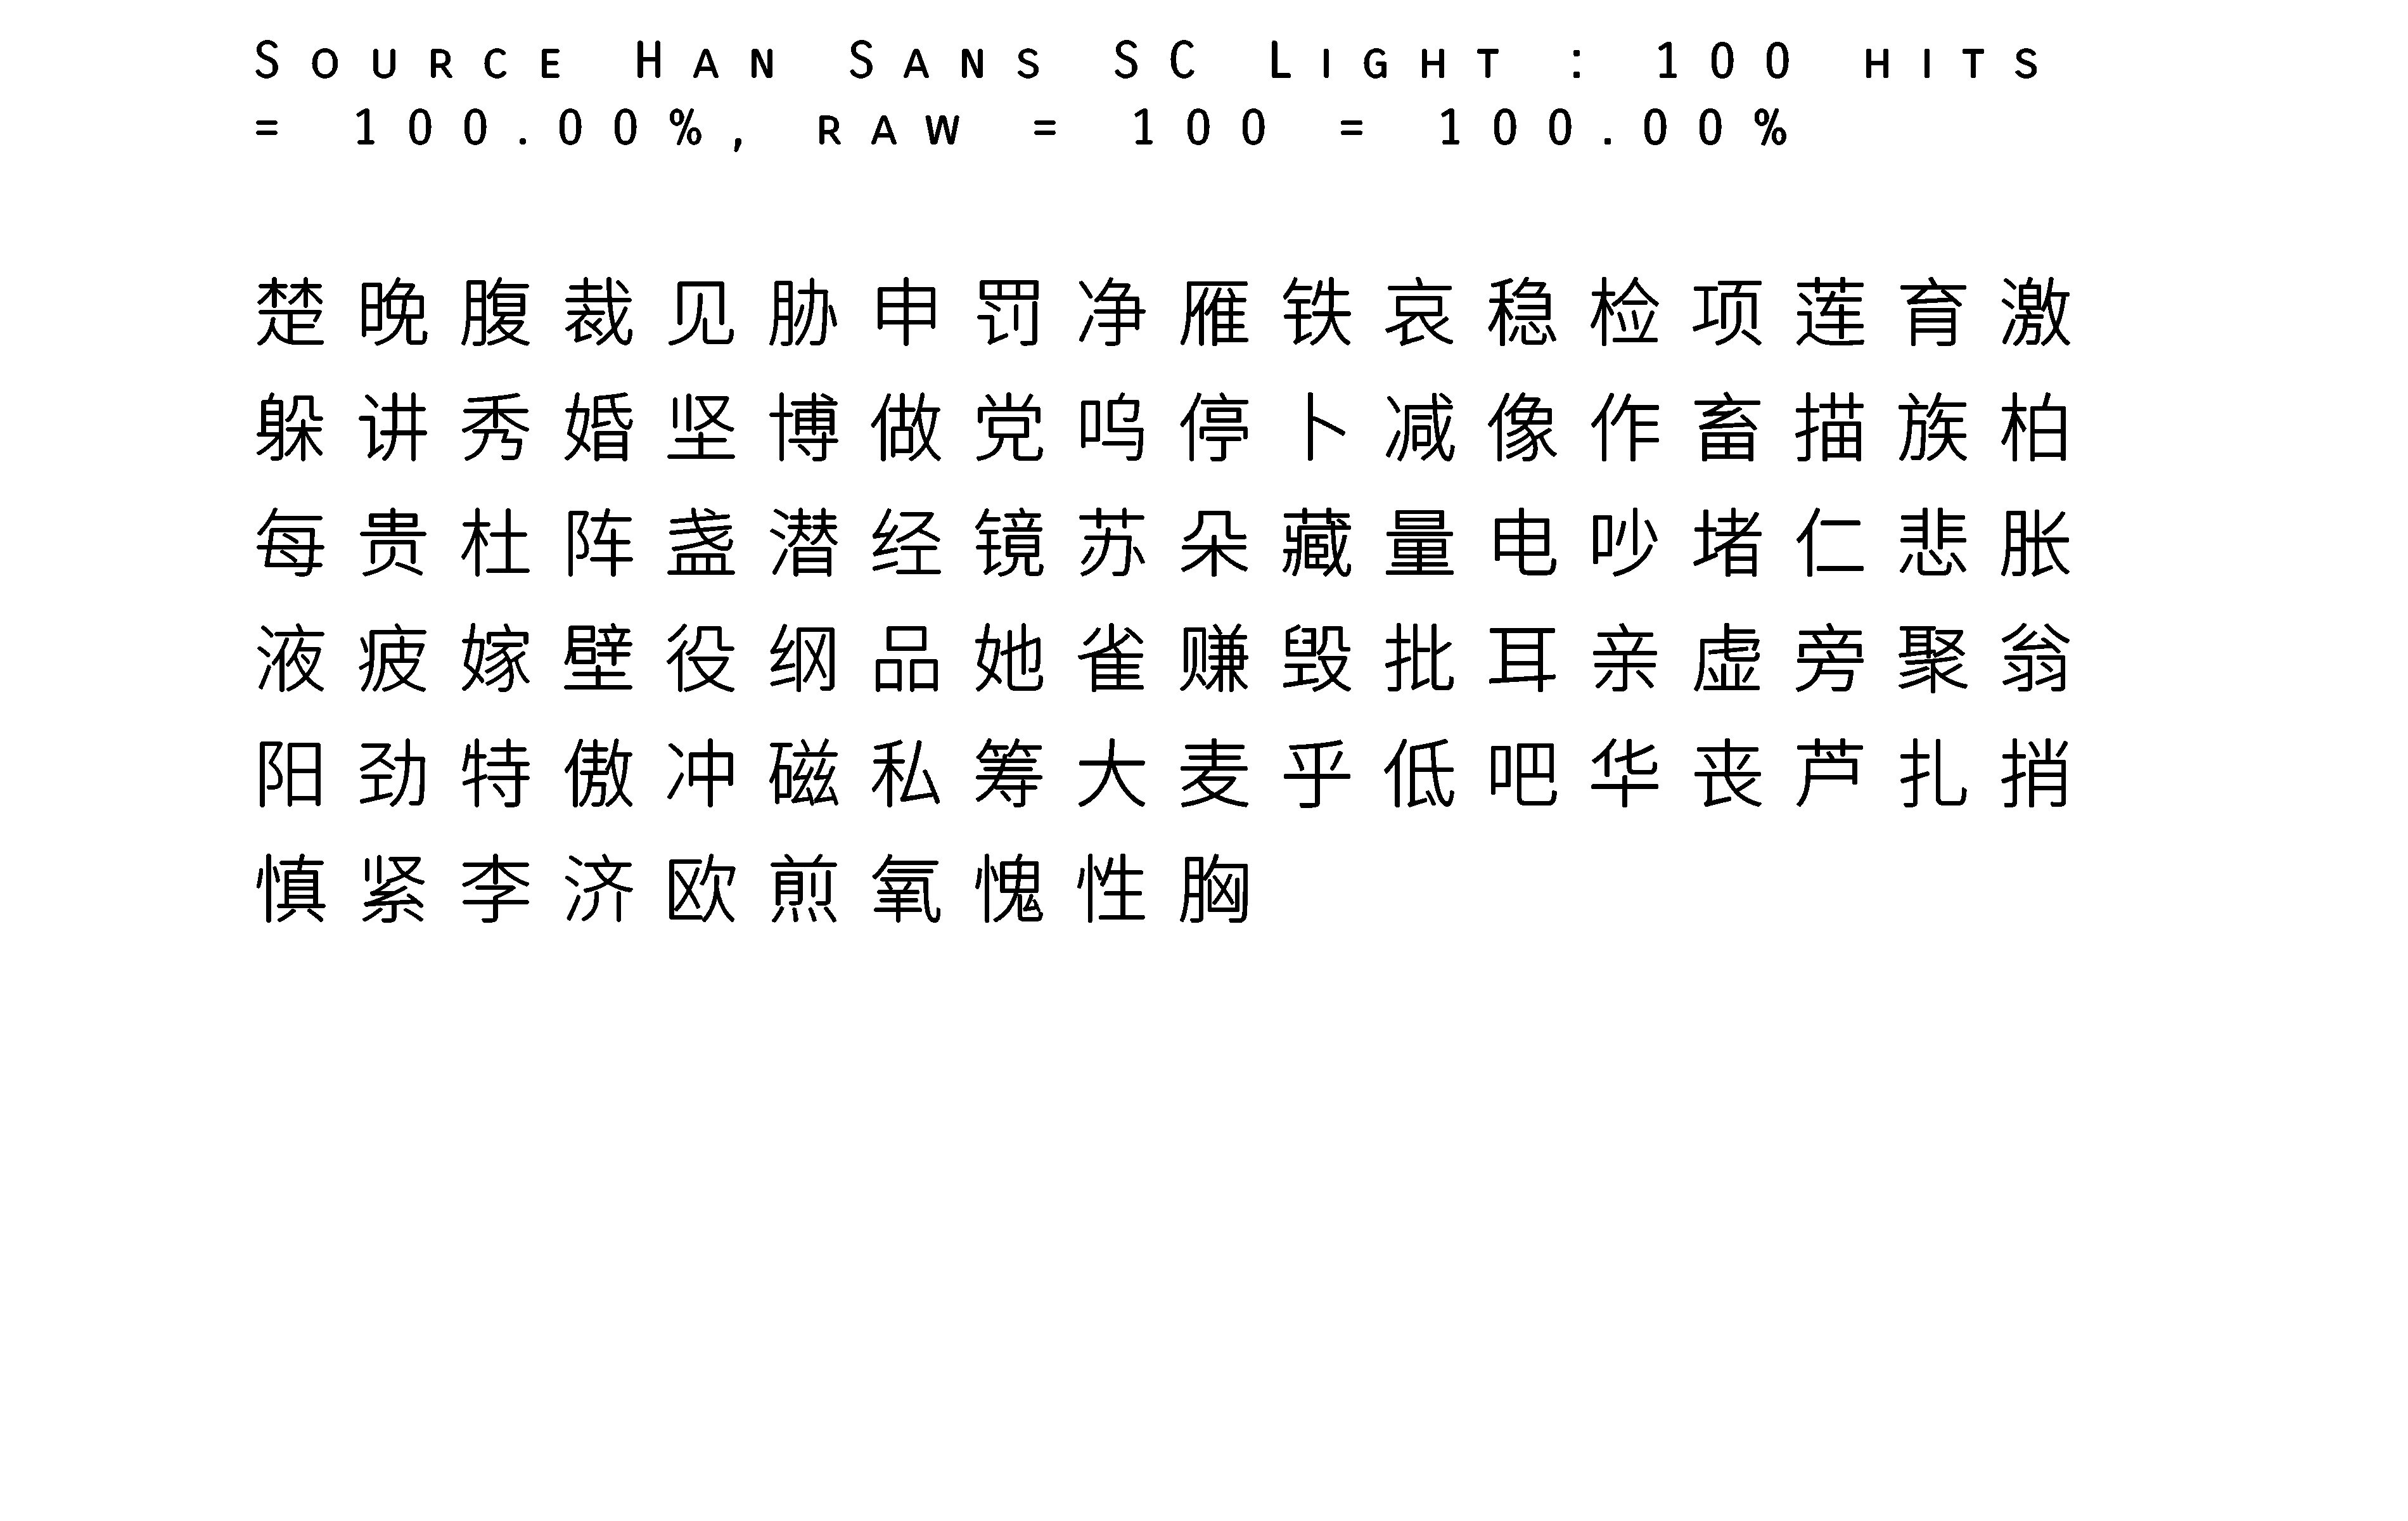 Source Han Sans SC Light : 100 hits
= 100.00%, raw = 100 = 100.00%
楚晚腹裁见胁申罚净雁铁哀稳检项莲育激
躲讲秀婚坚博做党呜停卜减像作畜描族柏
每贵杜阵盏潜经镜苏朵藏量电吵堵仁悲胀
液疲嫁壁役纲品她雀赚毁批耳亲虚旁聚翁
阳劲特傲冲磁私筹大麦乎低吧华丧芦扎捎
慎紧李济欧煎氧愧性胸